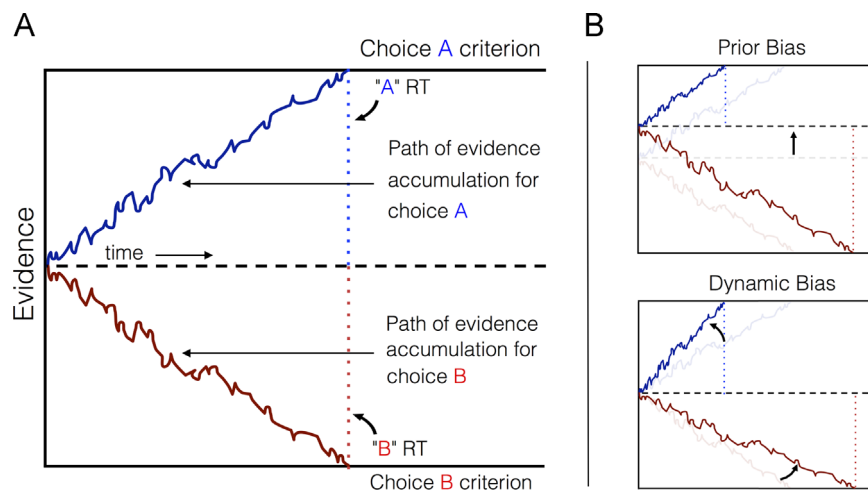 A
Choice A criterion
"A" RT
Path of evidence
accumulation for
choice A
Evidence
time
Path of evidence
accumulation for
choice B
"B" RT
Choice B criterion
B
Prior Bias
Dynamic Bias